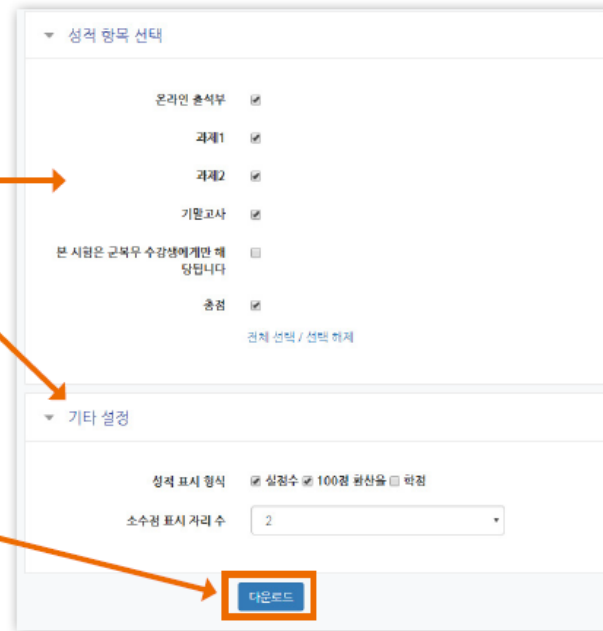 성적 항목 선택
온라인 출석부
과제1
과제2
기말고사
본 시험은 군복무 수강생에게만 해
당됩니다
총점
전체 선택 / 선택 해제
기타 설정
성적 표시 형식 실점수 100점 환산율 학점
소수점 표시 자리 수 2
다운로드